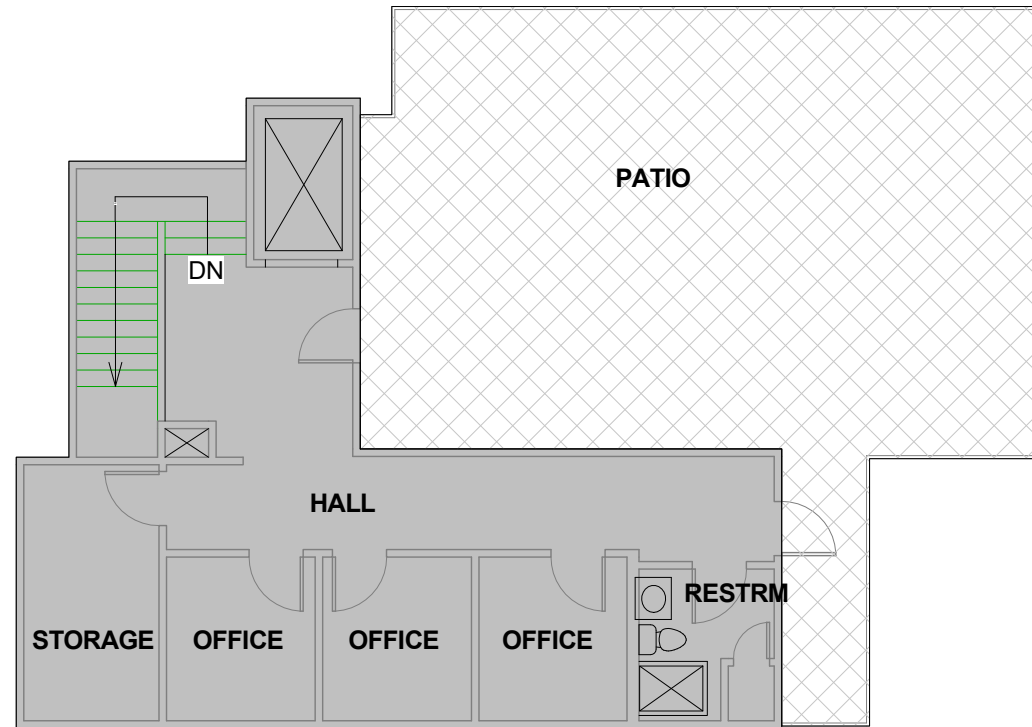 PATIO
DN
HALL
RESTRM
STORAGE
OFFICE
OFFICE
OFFICE